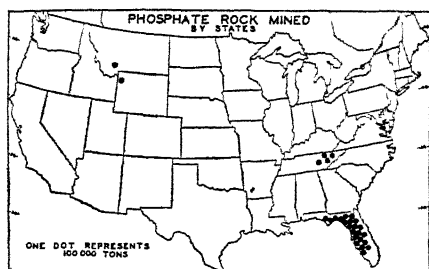 PHOSPHATE ROCK MINED
BY STATES
ONE DOT REPRESENTS
100 000 TONS